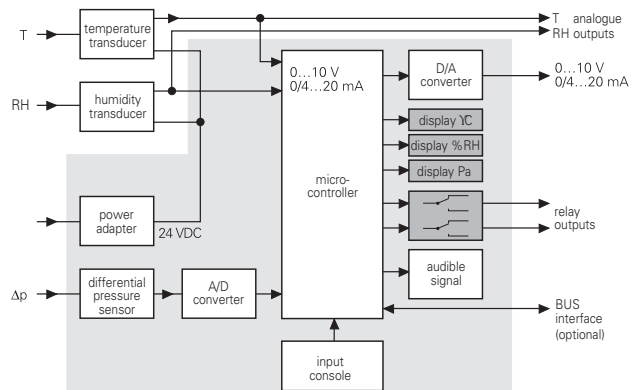 T
temperature
transducer
T analogue
RH outputs
RH
humidity
transducer
0...10 V
0/4...20 mA
D/A
converter
0...10 V
0/4...20 mA
display ϒC
display %RH
display Pa
micro-
controller
power
adapter
24 VDC
relay
outputs
Δp
differential
pressure
sensor
A/D
converter
audible
signal
BUS
interface
(optional)
input
console